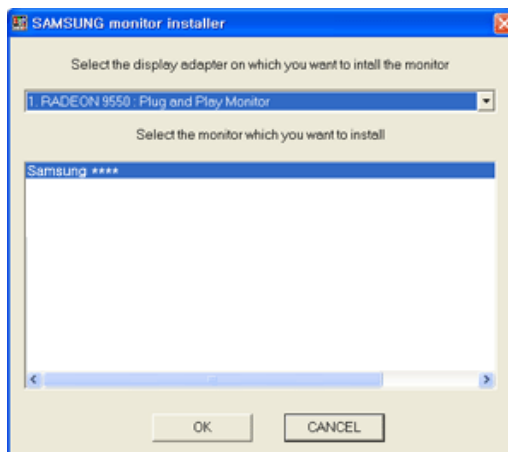 SAMSUNG monitor installer
Select the display adapter on which you want to intall the monitor
1. RADEON 9550 : Plug and Play Monitor
Select the monitor which you want to install
Samsung ****
OK
CANCEL